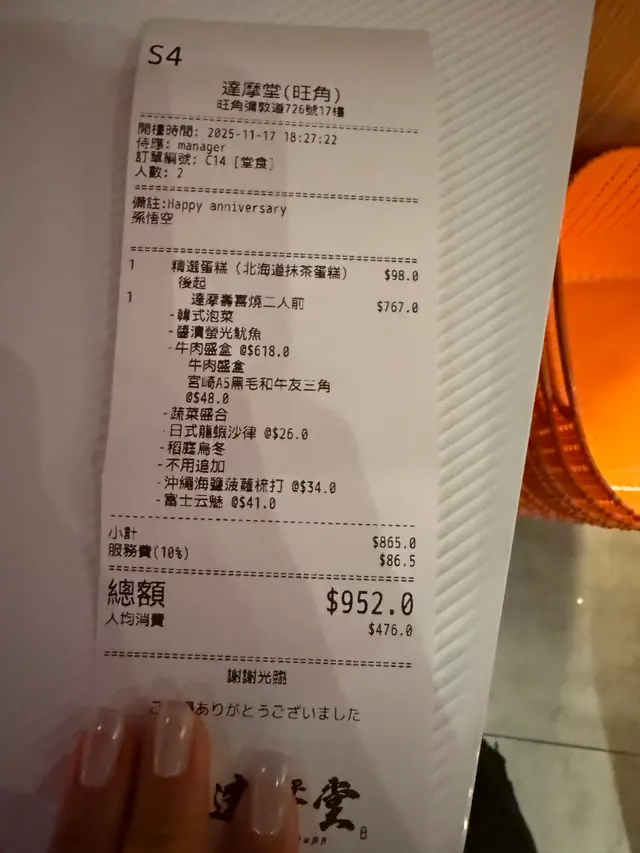 S4
達摩堂(旺角)
旺角彌敦道726號17樓
開檯時間: 2025-11-17 18:27:22
侍應: manager
訂單編號: C14 [堂食]
人數: 2
備註:Happy anniversary
孫悟空
1 精選蛋糕 (北海道抹茶蛋糕) $98.0
後起
1 達摩壽喜燒二人前 $767.0
-韓式泡菜
-醬漬螢光魷魚
-牛肉盛盒 @$618.0
牛肉盛盒
宮崎A5黑毛和牛友三角
@$48.0
-蔬菜盛合
-日式龍蝦沙律 @$26.0
-稻庭烏冬
-不用追加
-沖繩海鹽菠蘿梳打 @$34.0
-富士云魅 @$41.0
小計 $865.0
服務費(10%) $86.5
總額 $952.0
人均消費 $476.0
謝謝光臨
ありがとうございました
堂